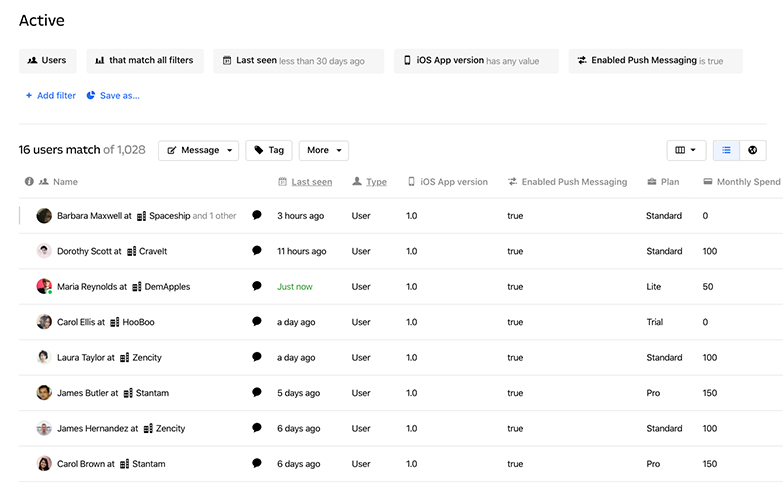 Active
Users that match all filters Last seen less than 30 days ago iOS App version has any value Enabled Push Messaging is true
+ Add filter Save as...
16 users match of 1,028 Message Tag More
Name Last seen Type iOS App version Enabled Push Messaging Plan Monthly Spend
Barbara Maxwell at Spaceship and 1 other 3 hours ago User 1.0 true Standard 0
Dorothy Scott at CraveIt 11 hours ago User 1.0 true Standard 100
Maria Reynolds at DemApples Just now User 1.0 true Lite 50
Carol Ellis at HooBoo a day ago User 1.0 true Trial 0
Laura Taylor at Zencity a day ago User 1.0 true Standard 100
James Butler at Stantam 5 days ago User 1.0 true Pro 150
James Hernandez at Zencity 6 days ago User 1.0 true Standard 100
Carol Brown at Stantam 6 days ago User 1.0 true Pro 150